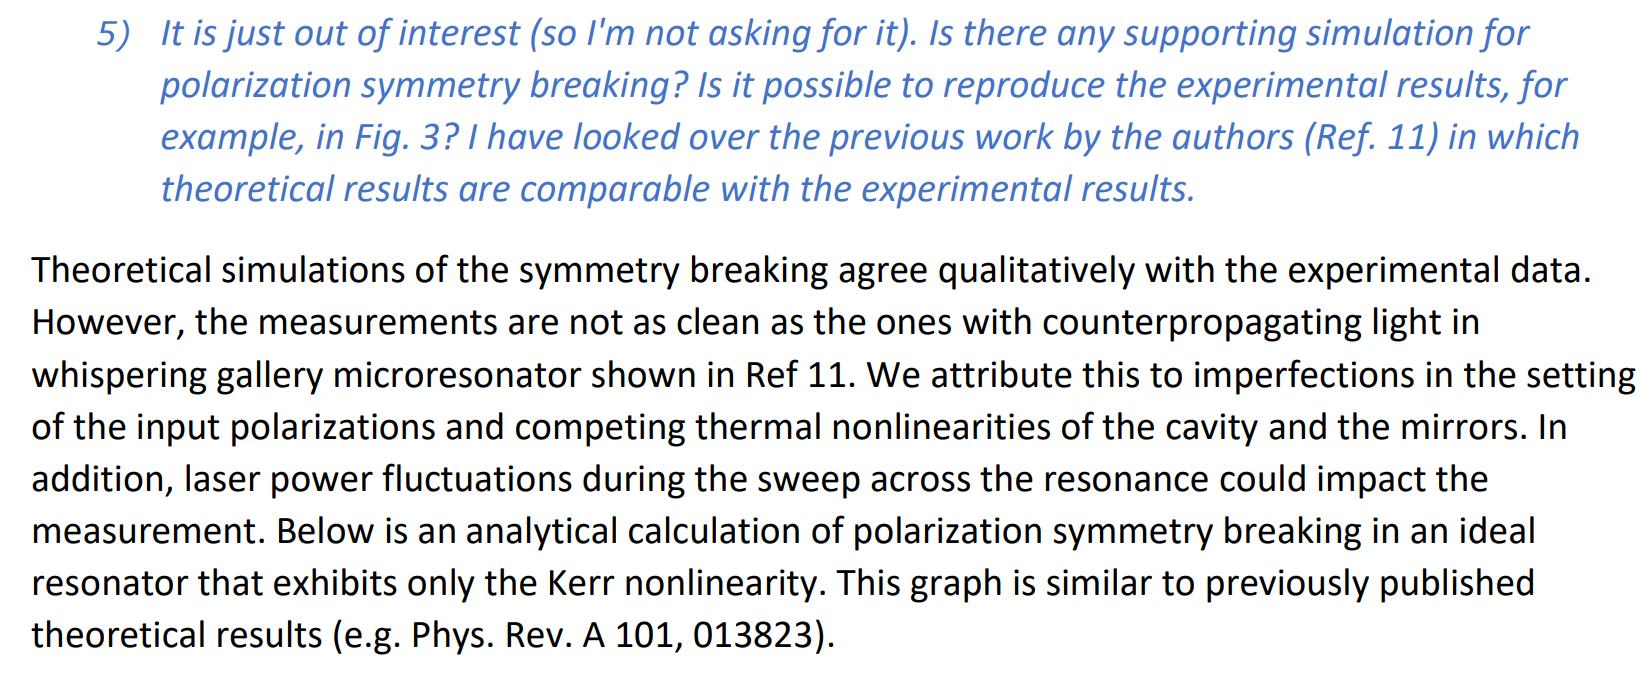 5) It is just out of interest (so I'm not asking for it). Is there any supporting simulation for
polarization symmetry breaking? Is it possible to reproduce the experimental results, for
example, in Fig. 3? I have looked over the previous work by the authors (Ref. 11) in which
theoretical results are comparable with the experimental results.
Theoretical simulations of the symmetry breaking agree qualitatively with the experimental data.
However, the measurements are not as clean as the ones with counterpropagating light in
whispering gallery microresonator shown in Ref 11. We attribute this to imperfections in the setting
of the input polarizations and competing thermal nonlinearities of the cavity and the mirrors. In
addition, laser power fluctuations during the sweep across the resonance could impact the
measurement. Below is an analytical calculation of polarization symmetry breaking in an ideal
resonator that exhibits only the Kerr nonlinearity. This graph is similar to previously published
theoretical results (e.g. Phys. Rev. A 101, 013823).